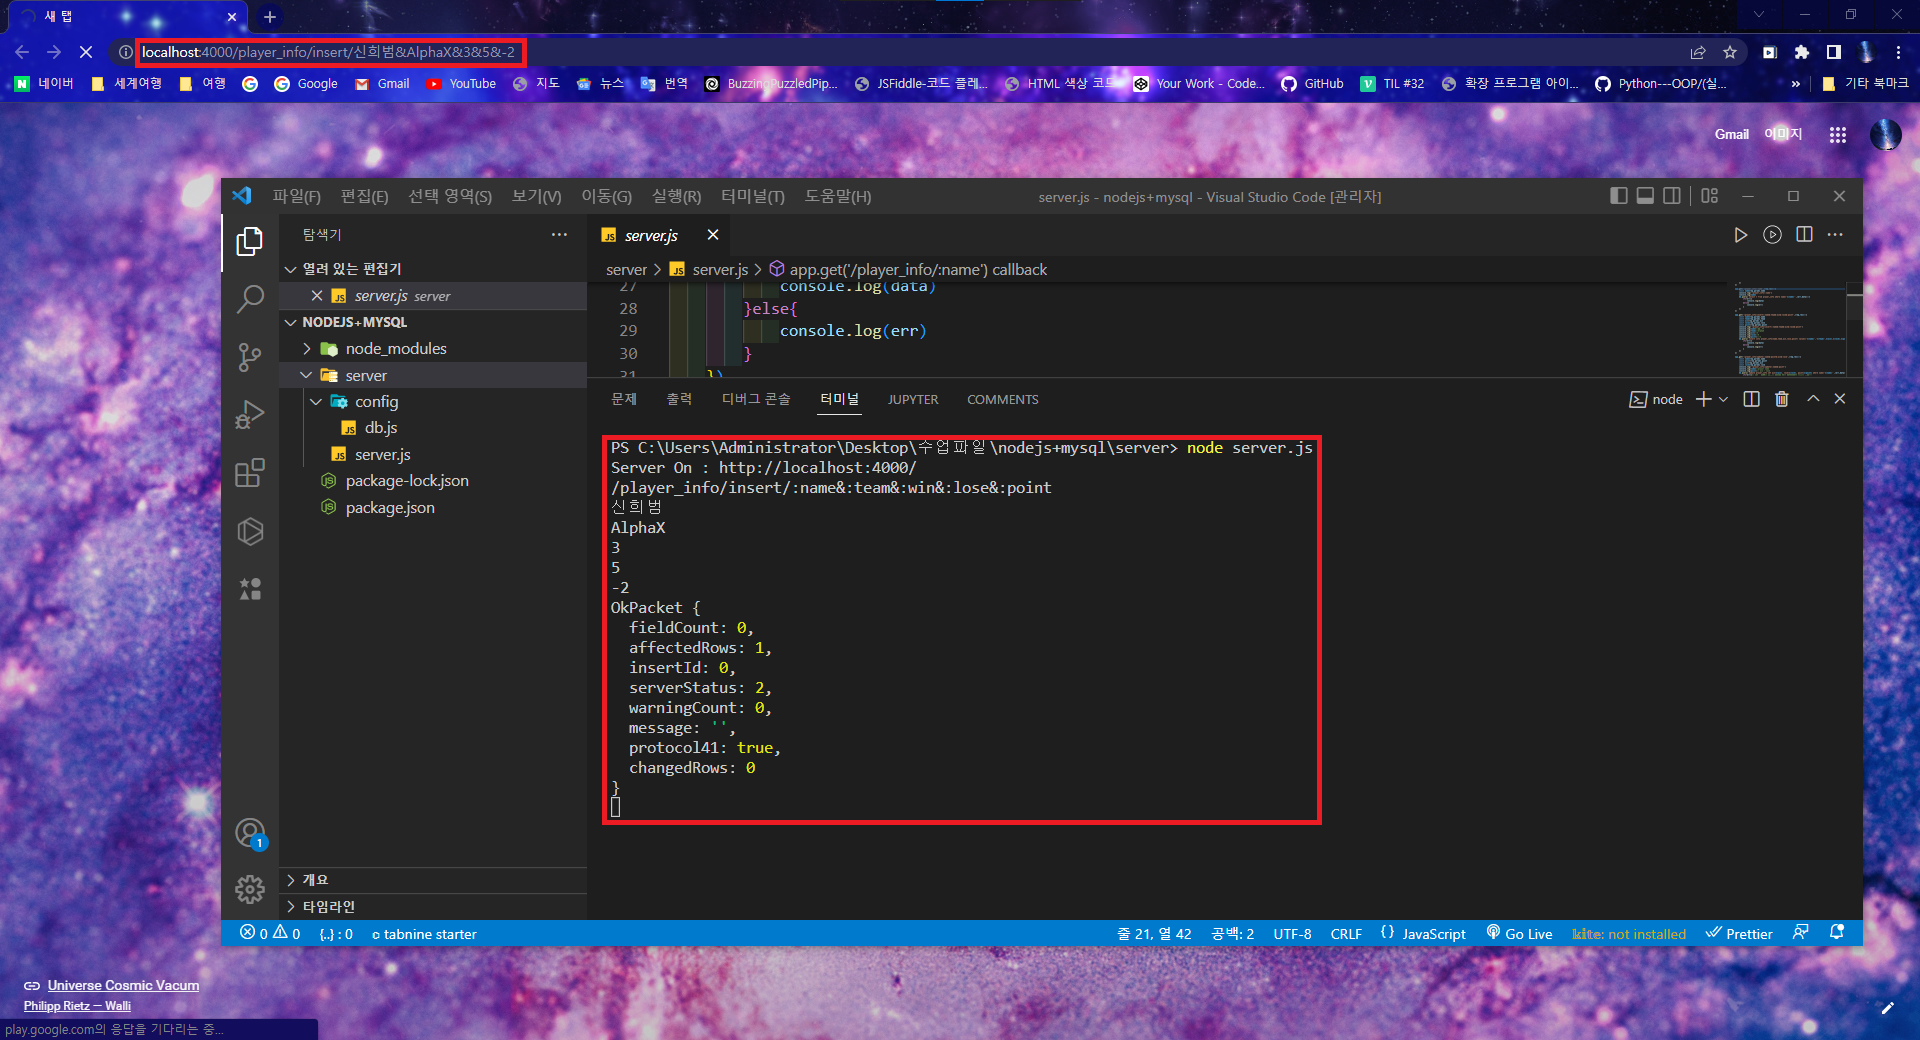 새 탭
localhost:4000/player_info/insert/신희범&AlphaX&3&5&-2
네이버 세계여행 여행 Google Gmail YouTube 지도 뉴스 번역 BuzzingPuzzledPip... JSFiddle-코드 플레... HTML 색상 코드 Your Work - Code... GitHub TIL #32 확장 프로그램 아이... Python---OOP/(실... » 기타 북마크
Gmail 이미지
파일(F) 편집(E) 선택 영역(S) 보기(V) 이동(G) 실행(R) 터미널(T) 도움말(H) server.js - nodejs+mysql - Visual Studio Code [관리자]
탐색기
열려 있는 편집기
server.js server
NODEJS+MYSQL
node_modules
server
config
db.js
server.js
package-lock.json
package.json
개요
타임라인
server.js
server > server.js > app.get('/player_info/:name') callback
27 console.log(data)
28 }else{
29 console.log(err)
30 }
31 })
문제 출력 디버그 콘솔 터미널 JUPYTER COMMENTS node
PS C:\Users\Administrator\Desktop\수업파일\nodejs+mysql\server> node server.js
Server On : http://localhost:4000/
/player_info/insert/:name&:team&:win&:lose&:point
신희범
AlphaX
3
5
-2
OkPacket {
fieldCount: 0,
affectedRows: 1,
insertId: 0,
serverStatus: 2,
warningCount: 0,
message: '',
protocol41: true,
changedRows: 0
}
1
0 0 {..} : 0 tabnine starter 줄 21, 열 42 공백: 2 UTF-8 CRLF {} JavaScript Go Live kite: not installed Prettier
Universe Cosmic Vacum
Philipp Rietz — Walli
play.google.com의 응답을 기다리는 중...